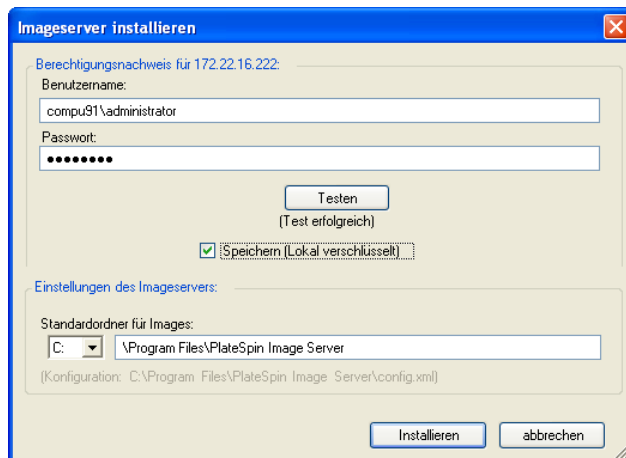 Imageserver installieren
Berechtigungsnachweis für 172.22.16.222:
Benutzername:
compu91\administrator
Passwort:
●●●●●●●●
Testen
(Test erfolgreich)
Speichern (Lokal verschlüsselt)
Einstellungen des Imageservers:
Standardordner für Images:
C: \Program Files\PlateSpin Image Server
(Konfiguration: C:\Program Files\PlateSpin Image Server\config.xml)
Installieren abbrechen